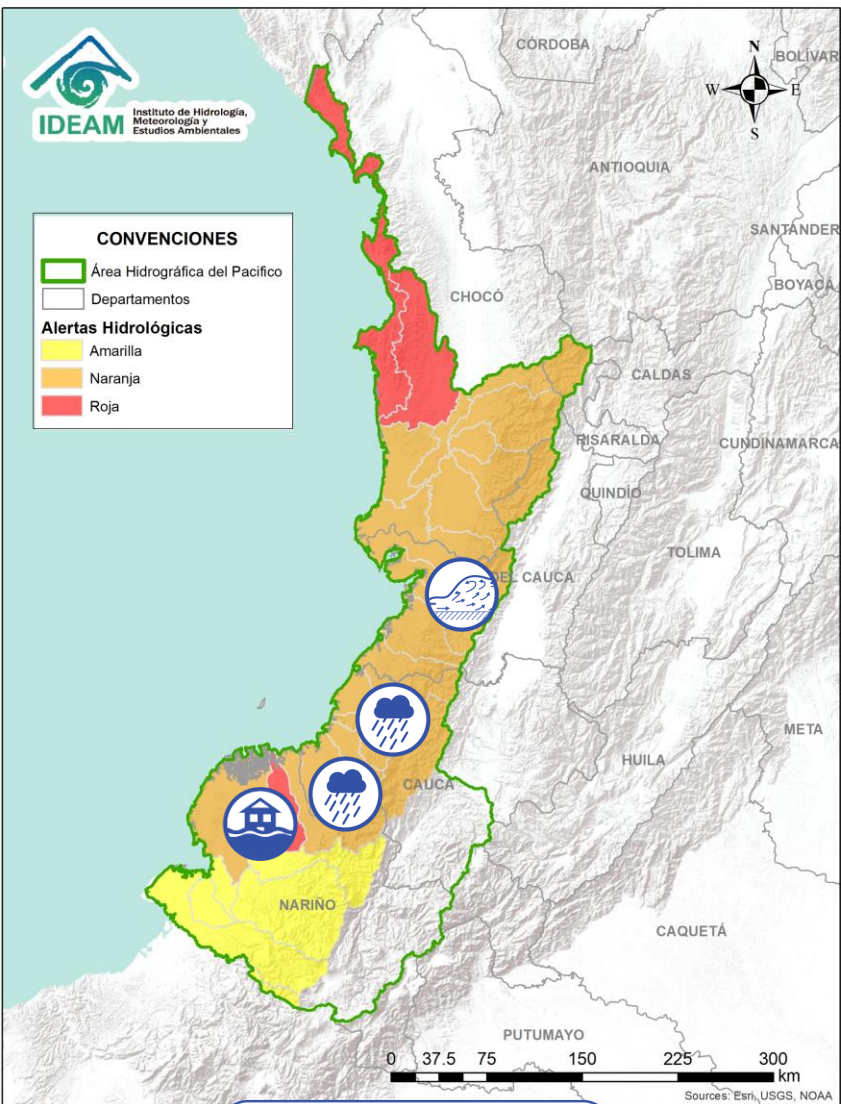 IDEAM
Instituto de Hidrología,
Meteorología y
Estudios Ambientales
CÓRDOBA
BOLÍVAR
N
W
E
S
ANTIOQUIA
SANTANDER
BOYACÁ
CONVENCIONES
Área Hidrográfica del Pacifico
Departamentos
Alertas Hidrológicas
Amarilla
Naranja
Roja
CHOCÓ
CALDAS
RISARALDA
CUNDINAMARCA
QUINDÍO
TOLIMA
DEL CAUCA
META
HUILA
CAUCA
NARIÑO
CAQUETÁ
PUTUMAYO
0 37.5 75 150 225 300
km
Sources: Esri, USGS, NOAA